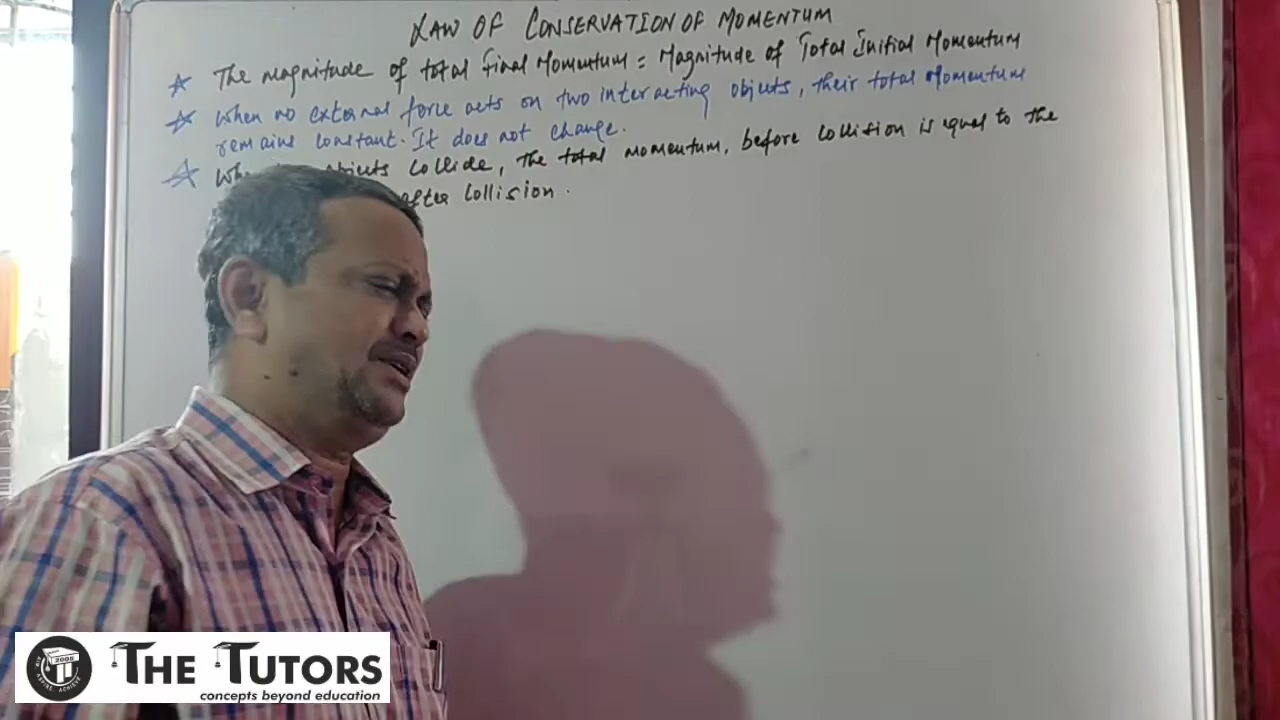 LAW OF CONSERVATION OF MOMENTUM
The magnitude of total final Momentum = Magnitude of Total Initial Momentum
When no external force acts on two interacting objects, their total Momentum
remains constant. It does not change.
collide, the total momentum, before collision is equal to the
after collision.
2005
THE TUTORS
concepts beyond education